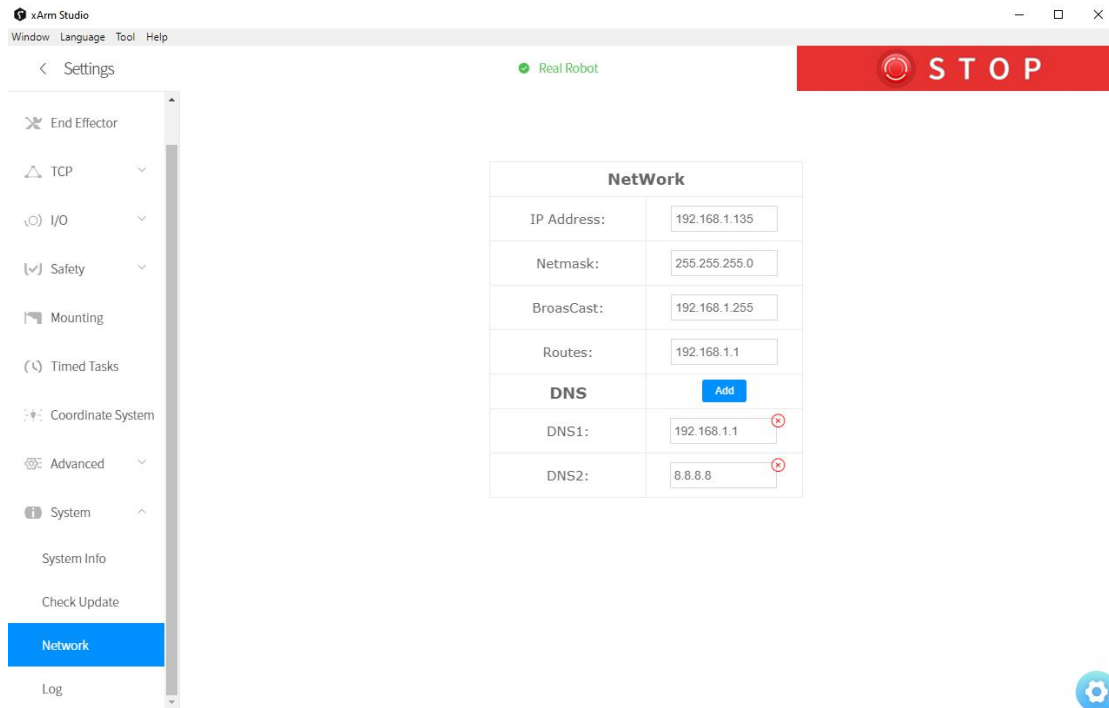 xArm Studio
Window Language Tool Help
Settings
Real Robot
STOP
End Effector
TCP
I/O
Safety
Mounting
Timed Tasks
Coordinate System
Advanced
System
System Info
Check Update
Network
Log
NetWork
IP Address: 192.168.1.135
Netmask: 255.255.255.0
BroasCast: 192.168.1.255
Routes: 192.168.1.1
DNS Add
DNS1: 192.168.1.1
DNS2: 8.8.8.8